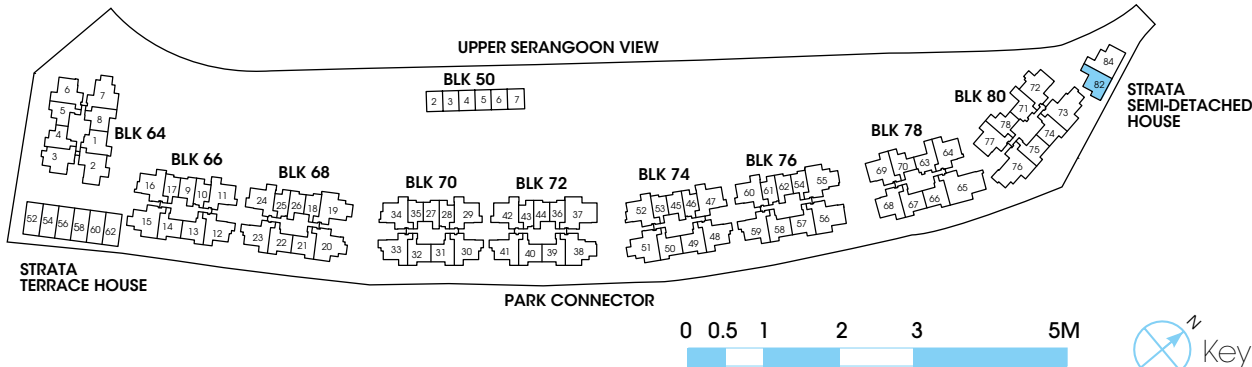 UPPER SERANGOON VIEW
BLK 50
2 3 4 5 6 7
84
82
STRATA
SEMI-DETACHED
HOUSE
BLK 80
72
71
73
78
74
77
75
76
BLK 64
6 7
5 8
4 1
3 2
BLK 66
16 17 9 10 11
15 14 13 12
BLK 68
24 25 26 18 19
23 22 21 20
BLK 70
34 35 27 28 29
33 32 31 30
BLK 72
42 43 44 36 37
41 40 39 38
BLK 74
52 53 45 46 47
51 50 49 48
BLK 76
60 61 62 54 55
59 58 57 56
BLK 78
69 70 63 64
68 67 66 65
52 54 56 58 60 62
STRATA
TERRACE HOUSE
PARK CONNECTOR
0 0.5 1 2 3 5M
N
Key